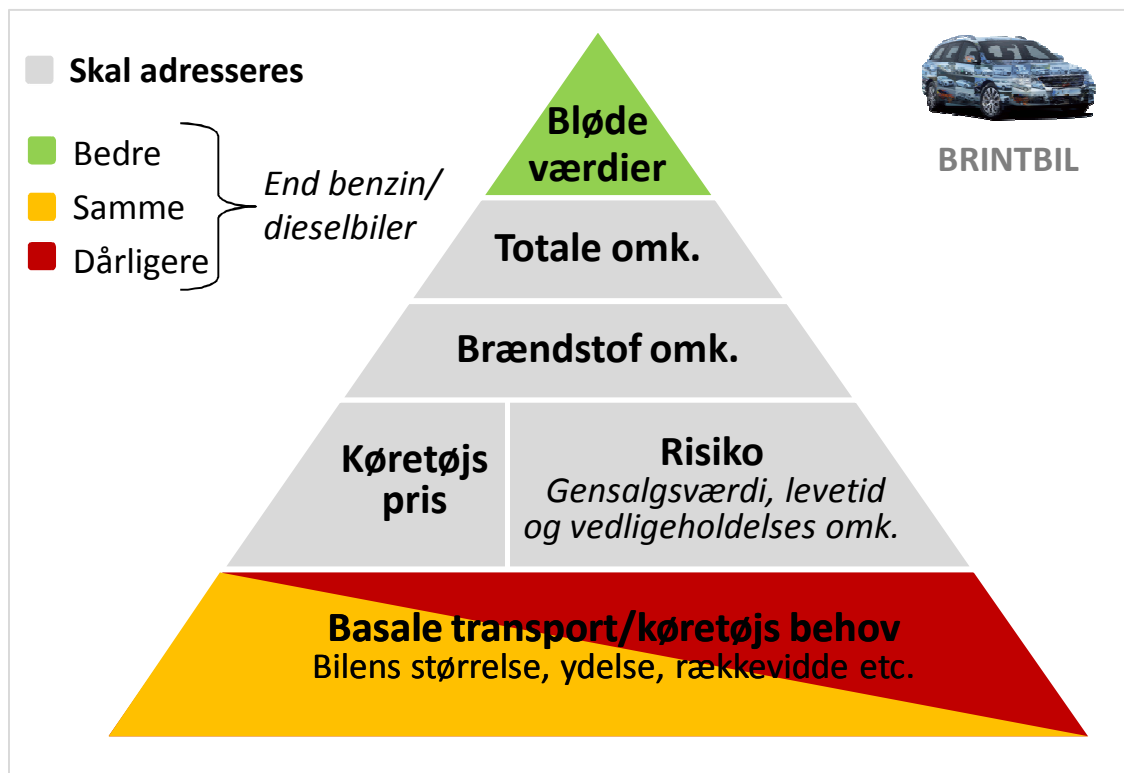 Skal adresseres
Bedre
Samme
Dårligere
End benzin/
dieselbiler
BRINTBIL
Bløde
værdier
Totale omk.
Brændstof omk.
Køretøjs
pris
Risiko
Gensalgsværdi, levetid
og vedligeholdelses omk.
Basale transport/køretøjs behov
Bilens størrelse, ydelse, rækkevidde etc.